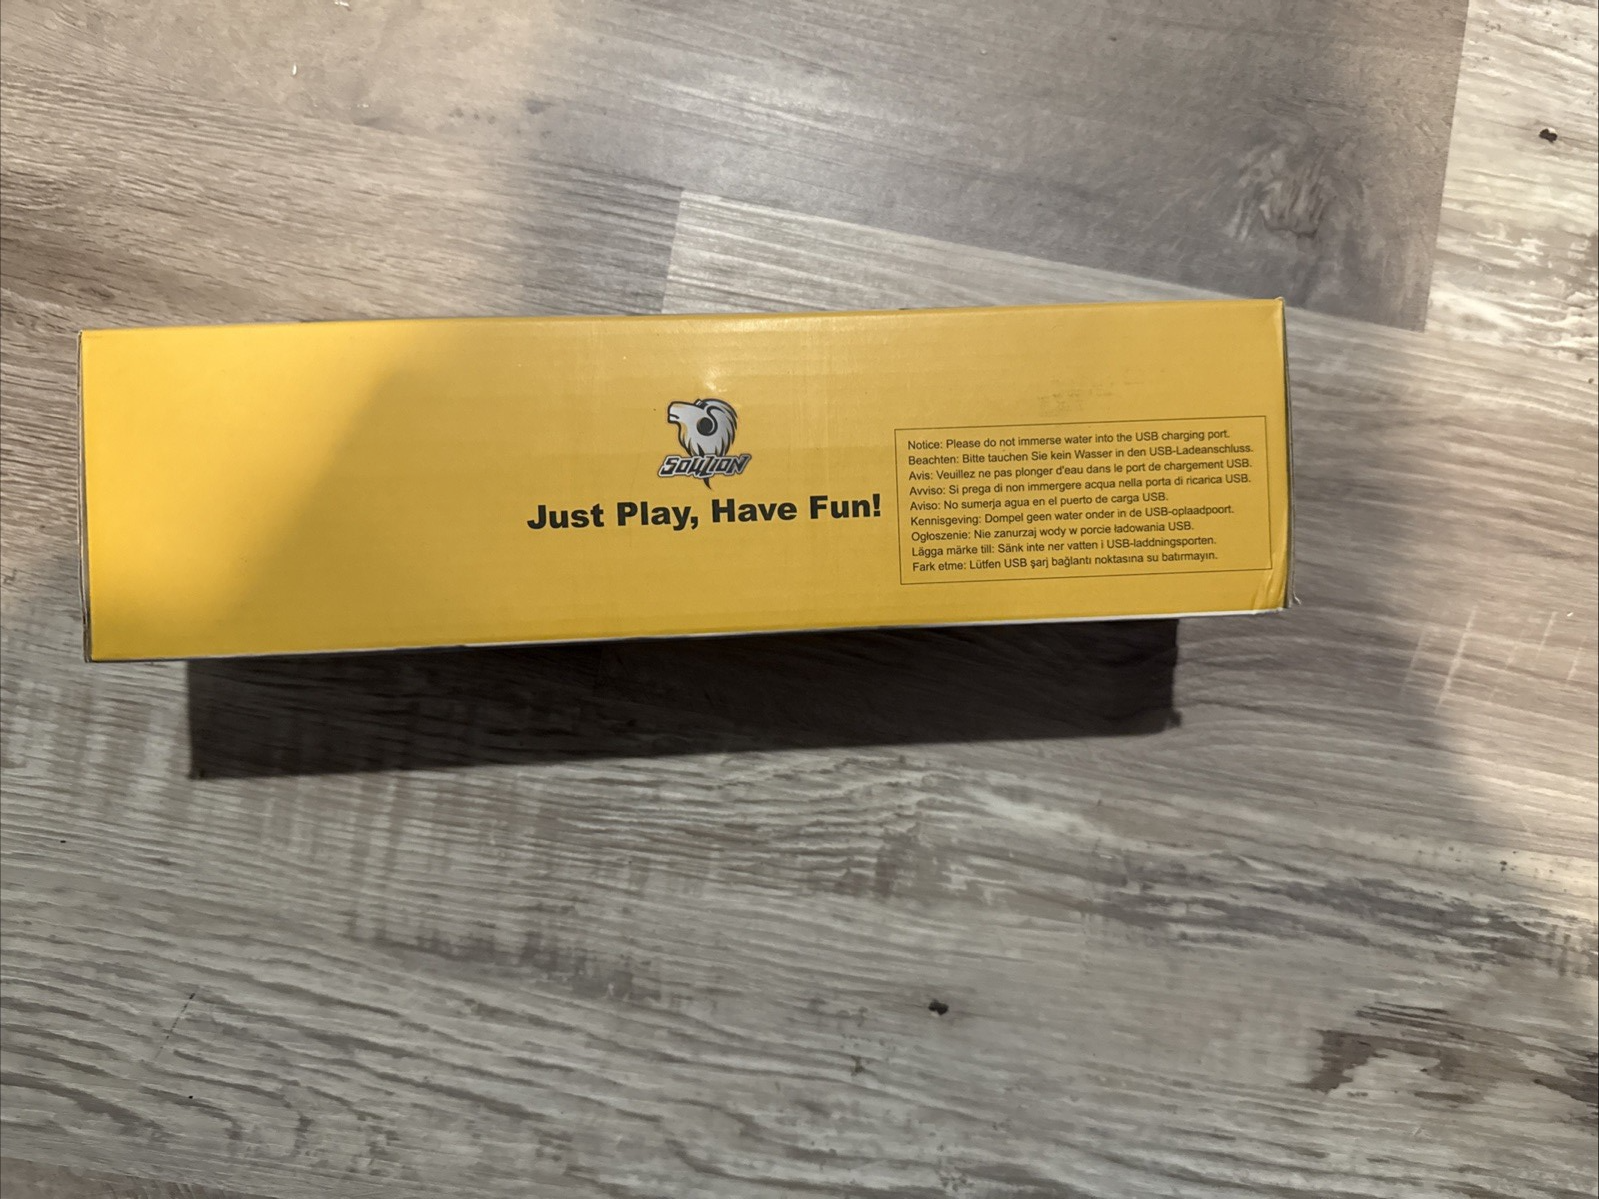 SOULION
Just Play, Have Fun!
Notice: Please do not immerse water into the USB charging port.
Beachten: Bitte tauchen Sie kein Wasser in den USB-Ladeanschluss.
Avis: Veuillez ne pas plonger d'eau dans le port de chargement USB.
Avviso: Si prega di non immergere acqua nella porta di ricarica USB.
Aviso: No sumerja agua en el puerto de carga USB.
Kennisgeving: Dompel geen water onder in de USB-oplaadpoort.
Ogłoszenie: Nie zanurzaj wody w porcie ładowania USB.
Lägga märke till: Sänk inte ner vatten i USB-laddningsporten.
Fark etme: Lütfen USB şarj bağlantı noktasına su batırmayın.